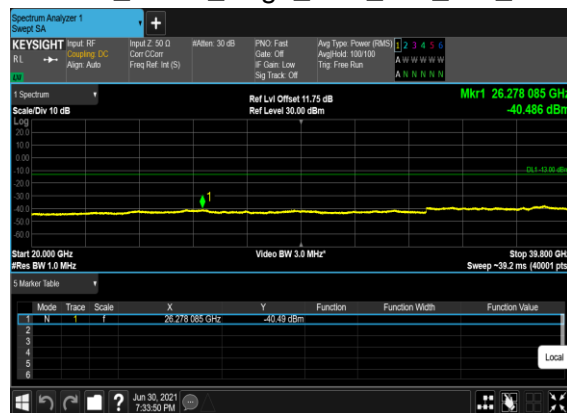 Spectrum Analyzer 1
Swept SA
+
KEYSIGHT Input: RF Input Z: 50 Ω #Atten: 30 dB PNO: Fast Avg Type: Power (RMS) 1 2 3 4 5 6
RL Coupling: DC Corr CCorr Gate: Off Avg|Hold: 100/100 A W W W W W
Align: Auto Freq Ref: Int (S) IF Gain: Low Trig: Free Run
Sig Track: Off A N N N N N
1 Spectrum Ref Lvl Offset 11.75 dB Mkr1 26.278 085 GHz
Scale/Div 10 dB Ref Level 30.00 dBm -40.486 dBm
Log
20.0
10.0
0.00
-10.0
DL1 -13.00 dBm
-20.0
-30.0
1
-40.0
-50.0
-60.0
Start 20.000 GHz Video BW 3.0 MHz* Stop 39.800 GHz
#Res BW 1.0 MHz Sweep ~39.2 ms (40001 pts)
5 Marker Table
Mode Trace Scale X Y Function Function Width Function Value
1 N 1 f 26.278 085 GHz -40.49 dBm
2
3
4
5
6
Local
? Jun 30, 2021
7:33:50 PM